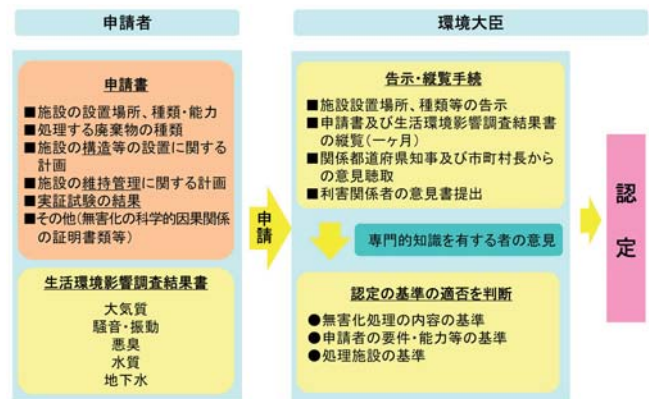 申請者
申請書
■施設の設置場所、種類・能力
■処理する廃棄物の種類
■施設の構造等の設置に関する
計画
■施設の維持管理に関する計画
■実証試験の結果
■その他(無害化の科学的因果関係
の証明書類等)
生活環境影響調査結果書
大気質
騒音・振動
悪臭
水質
地下水
申請
環境大臣
告示・縦覧手続
■施設設置場所、種類等の告示
■申請書及び生活環境影響調査結果書
の縦覧(一ヶ月)
■関係都道府県知事及び市町村長から
の意見聴取
■利害関係者の意見書提出
専門的知識を有する者の意見
認定の基準の適否を判断
●無害化処理の内容の基準
●申請者の要件・能力等の基準
●処理施設の基準
認定